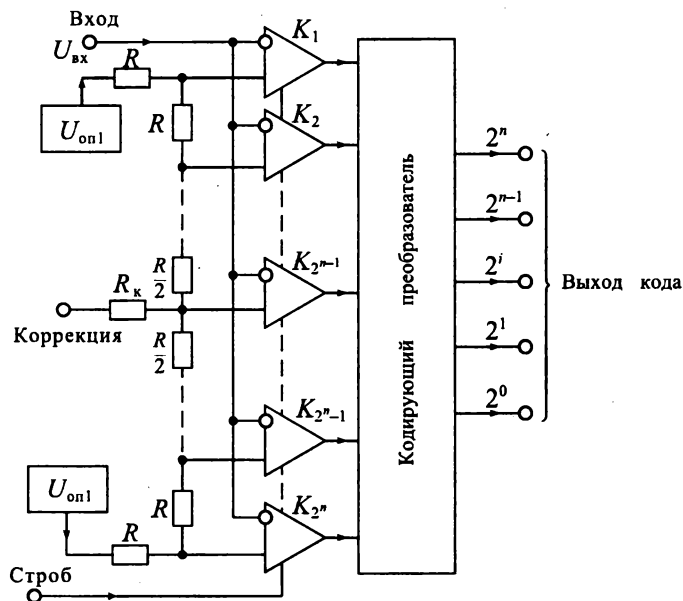 Вход
U_вх
R
U_оп1
R
K_1
K_2
R/2
K_{2^{n-1}}
R_к
Коррекция
R/2
K_{2^n-1}
U_оп1
R
R
K_{2^n}
Строб
Кодирующий преобразователь
2^n
2^{n-1}
2^i
2^1
2^0
Выход кода